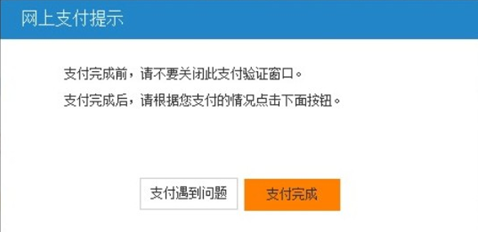 网上支付提示
支付完成前，请不要关闭此支付验证窗口。
支付完成后，请根据您支付的情况点击下面按钮。
支付遇到问题 支付完成